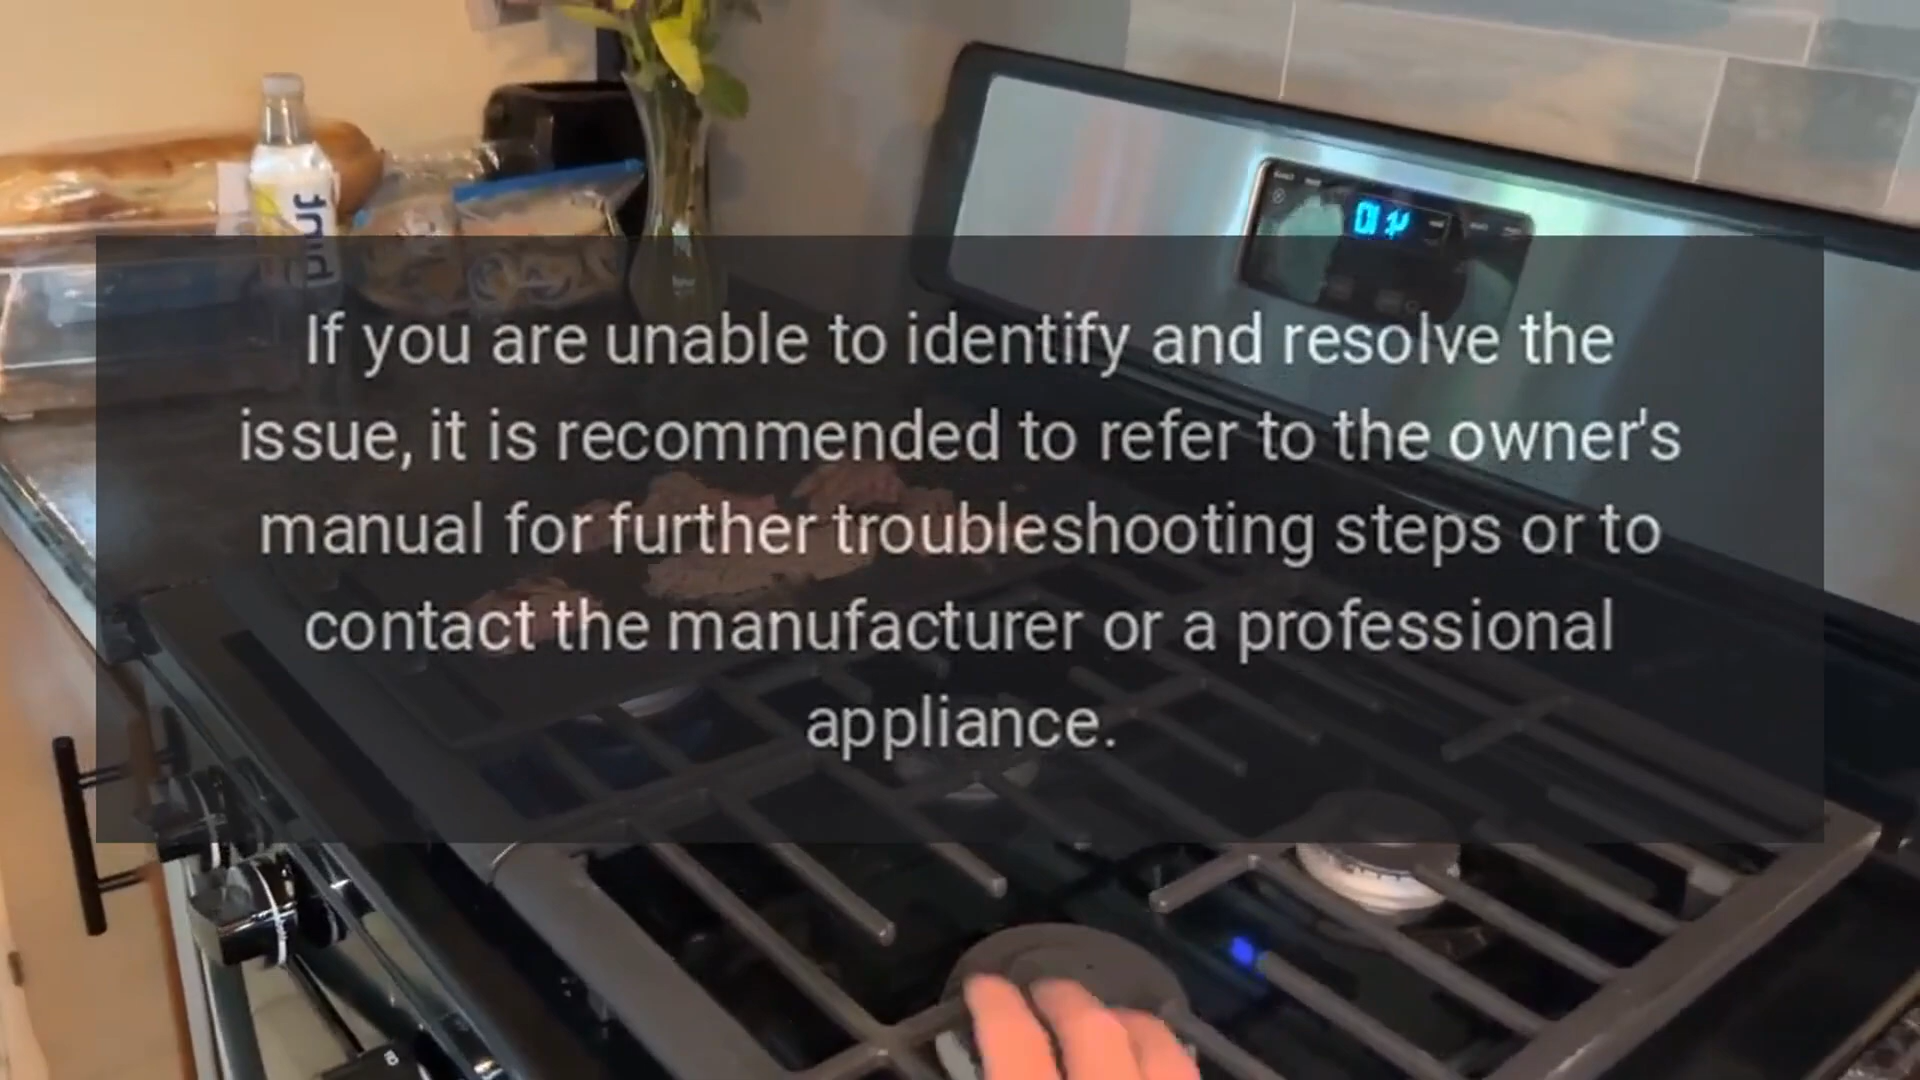 If you are unable to identify and resolve the
issue, it is recommended to refer to the owner's
manual for further troubleshooting steps or to
contact the manufacturer or a professional
appliance.